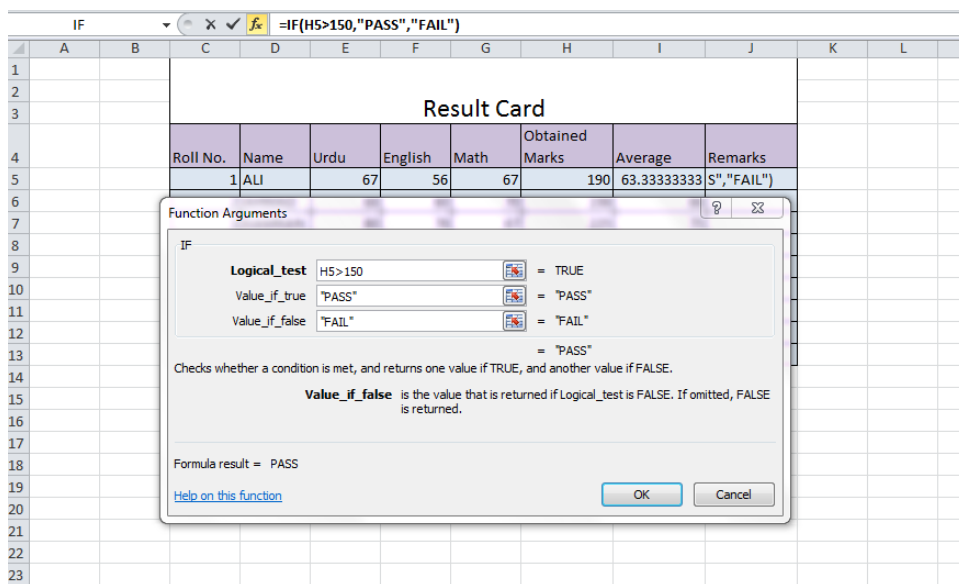 IF fx =IF(H5>150,"PASS","FAIL")
A B C D E F G H I J K L
1
2
3 Result Card
4 Roll No. Name Urdu English Math Obtained Marks Average Remarks
5 1 ALI 67 56 67 190 63.33333333 S","FAIL")
6
7
8
9
10
11
12
13
14
15
16
17
18
19
20
21
22
23
Function Arguments
IF
Logical_test H5>150 = TRUE
Value_if_true "PASS" = "PASS"
Value_if_false "FAIL" = "FAIL"
= "PASS"
Checks whether a condition is met, and returns one value if TRUE, and another value if FALSE.
Value_if_false is the value that is returned if Logical_test is FALSE. If omitted, FALSE
is returned.
Formula result = PASS
Help on this function OK Cancel